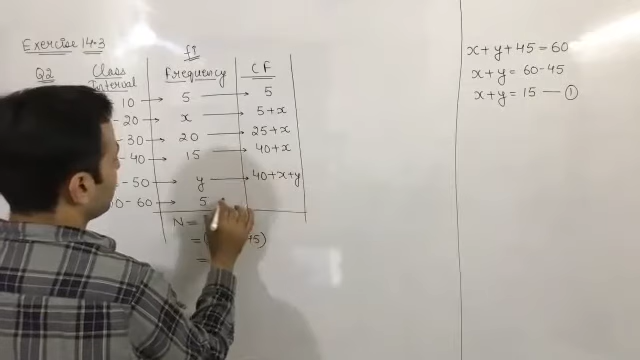 Exercise 14.3
Q2 Class Interval fi Frequency CF
10 → 5 → 5
- 20 → x → 5+x
- 30 → 20 → 25+x
- 40 → 15 → 40+x
- 50 → y → 40+x+y
0 - 60 → 5
N =
= ( 45)
=
x+y+45 = 60
x+y = 60-45
x+y = 15 — ①